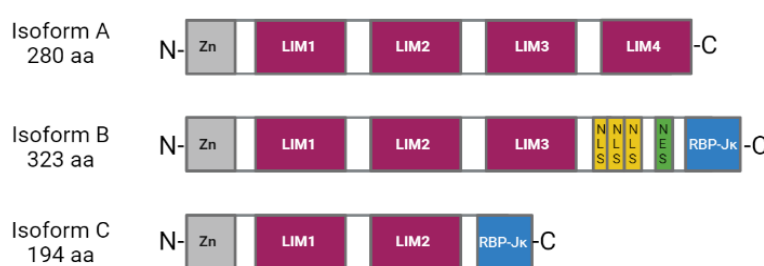 Isoform A
280 aa
N- Zn LIM1 LIM2 LIM3 LIM4 -C
Isoform B
323 aa
N- Zn LIM1 LIM2 LIM3 NLS NLS NLS NES RBP-Jκ -C
Isoform C
194 aa
N- Zn LIM1 LIM2 RBP-Jκ -C